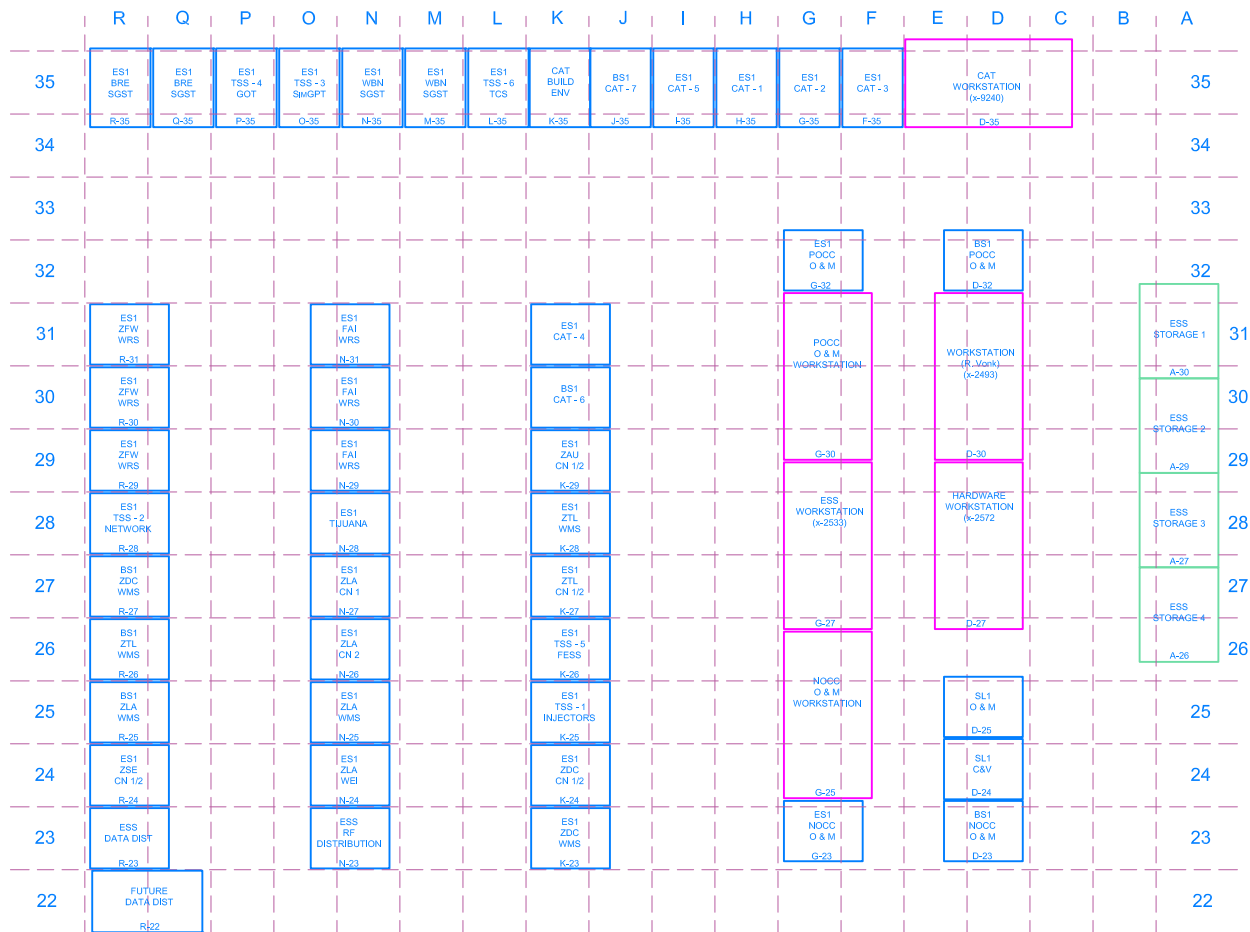 R Q P O N M L K J I H G F E D C B A
35
ES1
BRE
SGST
R-35
ES1
BRE
SGST
Q-35
ES1
TSS - 4
GOT
P-35
ES1
TSS - 3
SIMGPT
O-35
ES1
WBN
SGST
N-35
ES1
WBN
SGST
M-35
ES1
TSS - 6
TCS
L-35
CAT
BUILD
ENV
K-35
BS1
CAT - 7
J-35
ES1
CAT - 5
I-35
ES1
CAT - 1
H-35
ES1
CAT - 2
G-35
ES1
CAT - 3
F-35
CAT
WORKSTATION
(x-9240)
D-35
35
34
34
33
33
32
ES1
POCC
O & M
G-32
BS1
POCC
O & M
D-32
32
31
ES1
ZFW
WRS
R-31
ES1
FAI
WRS
N-31
ES1
CAT - 4
POCC
O & M
WORKSTATION
G-30
WORKSTATION
(R. Vonk)
(x-2493)
D-30
ESS
STORAGE 1
A-30
31
30
ES1
ZFW
WRS
R-30
ES1
FAI
WRS
N-30
BS1
CAT - 6
ESS
STORAGE 2
A-29
30
29
ES1
ZFW
WRS
R-29
ES1
FAI
WRS
N-29
ES1
ZAU
CN 1/2
K-29
29
28
ES1
TSS - 2
NETWORK
R-28
ES1
TIJUANA
N-28
ES1
ZTL
WMS
K-28
ESS
WORKSTATION
(x-2533)
G-27
HARDWARE
WORKSTATION
(x-2572
D-27
ESS
STORAGE 3
A-27
28
27
BS1
ZDC
WMS
R-27
ES1
ZLA
CN 1
N-27
ES1
ZTL
CN 1/2
K-27
ESS
STORAGE 4
A-26
27
26
BS1
ZTL
WMS
R-26
ES1
ZLA
CN 2
N-26
ES1
TSS - 5
FESS
K-26
26
25
BS1
ZLA
WMS
R-25
ES1
ZLA
WMS
N-25
ES1
TSS - 1
INJECTORS
K-25
NOCC
O & M
WORKSTATION
G-25
SL1
O & M
D-25
25
24
ES1
ZSE
CN 1/2
R-24
ES1
ZLA
WEI
N-24
ES1
ZDC
CN 1/2
K-24
SL1
C&V
D-24
24
23
ESS
DATA DIST
R-23
ESS
RF
DISTRIBUTION
N-23
ES1
ZDC
WMS
K-23
ES1
NOCC
O & M
G-23
BS1
NOCC
O & M
D-23
23
22
FUTURE
DATA DIST
R-22
22